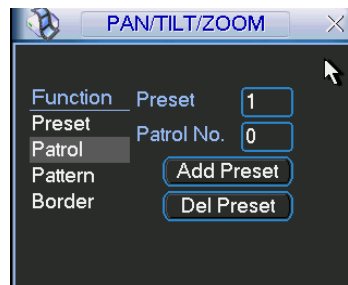 PAN/TILT/ZOOM
Function
Preset
Patrol
Pattern
Border
Preset 1
Patrol No. 0
Add Preset
Del Preset